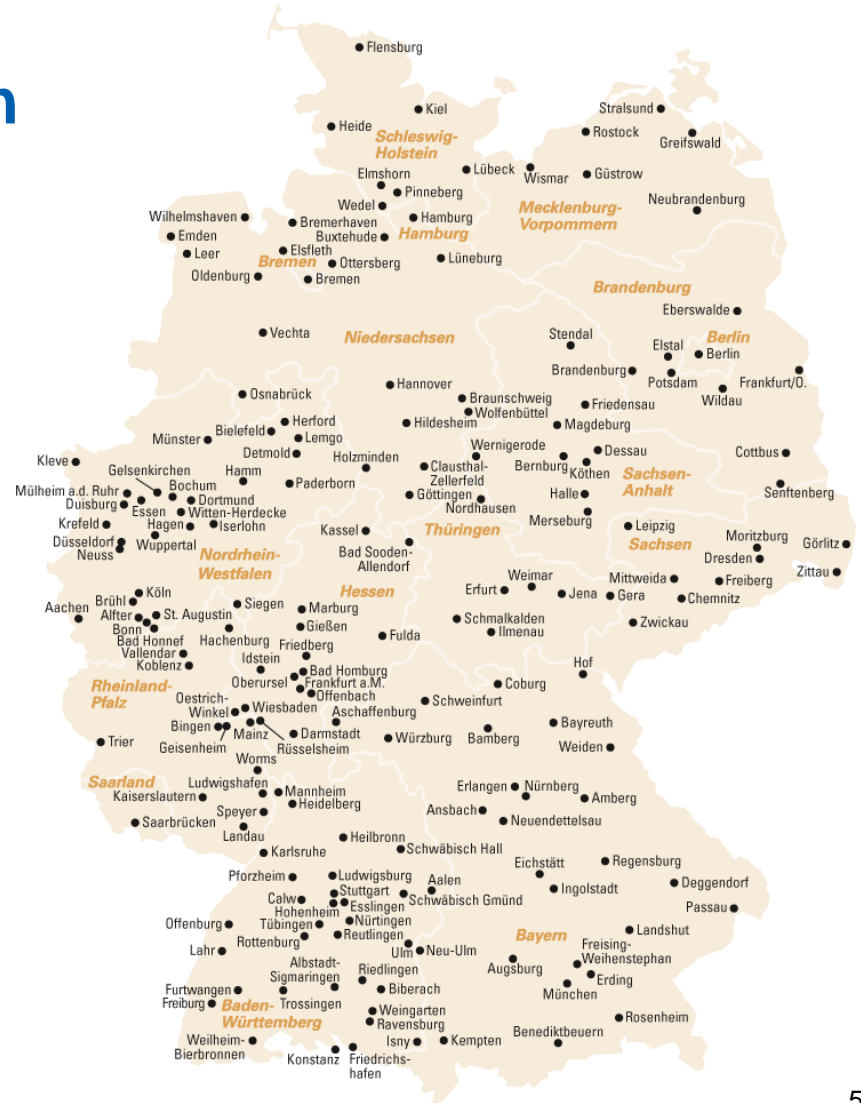 n
Flensburg
Kiel
Stralsund
Heide
Rostock
Greifswald
Schleswig-
Holstein
Elmshorn
Lübeck
Wismar
Güstrow
Pinneberg
Neubrandenburg
Wedel
Mecklenburg-
Vorpommern
Wilhelmshaven
Bremerhaven
Hamburg
Emden
Buxtehude
Hamburg
Leer
Elsfleth
Bremen
Ottersberg
Lüneburg
Oldenburg
Bremen
Brandenburg
Eberswalde
Vechta
Niedersachsen
Stendal
Elstal
Berlin
Berlin
Brandenburg
Potsdam
Frankfurt/O.
Hannover
Wildau
Osnabrück
Braunschweig
Wolfenbüttel
Friedensau
Herford
Hildesheim
Magdeburg
Bielefeld
Lemgo
Münster
Detmold
Wernigerode
Dessau
Cottbus
Kleve
Holzminden
Gelsenkirchen
Hamm
Clausthal-
Zellerfeld
Bernburg
Köthen
Sachsen-
Anhalt
Mülheim a.d. Ruhr
Bochum
Paderborn
Senftenberg
Duisburg
Dortmund
Göttingen
Halle
Essen
Witten-Herdecke
Nordhausen
Krefeld
Hagen
Iserlohn
Merseburg
Leipzig
Kassel
Thüringen
Düsseldorf
Wuppertal
Moritzburg
Görlitz
Neuss
Sachsen
Nordrhein-
Westfalen
Bad Sooden-
Allendorf
Dresden
Zittau
Weimar
Mittweida
Freiberg
Köln
Hessen
Erfurt
Jena
Gera
Chemnitz
Brühl
Siegen
Marburg
Aachen
Alfter
St. Augustin
Schmalkalden
Zwickau
Bonn
Gießen
Ilmenau
Bad Honnef
Hachenburg
Fulda
Friedberg
Vallendar
Idstein
Koblenz
Hof
Bad Homburg
Oberursel
Frankfurt a.M.
Coburg
Rheinland-
Pfalz
Offenbach
Oestrich-
Winkel
Wiesbaden
Schweinfurt
Aschaffenburg
Bingen
Mainz
Darmstadt
Würzburg
Bamberg
Bayreuth
Trier
Geisenheim
Rüsselsheim
Weiden
Worms
Saarland
Ludwigshafen
Mannheim
Erlangen
Nürnberg
Kaiserslautern
Heidelberg
Amberg
Speyer
Ansbach
Saarbrücken
Neuendettelsau
Landau
Heilbronn
Karlsruhe
Schwäbisch Hall
Eichstätt
Regensburg
Pforzheim
Ludwigsburg
Aalen
Deggendorf
Stuttgart
Ingolstadt
Calw
Esslingen
Schwäbisch Gmünd
Passau
Hohenheim
Nürtingen
Offenburg
Tübingen
Landshut
Rottenburg
Reutlingen
Bayern
Lahr
Ulm
Neu-Ulm
Freising-
Weihenstephan
Albstadt-
Sigmaringen
Riedlingen
Augsburg
Erding
Furtwangen
Biberach
München
Freiburg
Trossingen
Baden-
Württemberg
Weingarten
Ravensburg
Rosenheim
Weilheim-
Bierbronnen
Isny
Kempten
Benediktbeuern
Konstanz
Friedrichs-
hafen
5